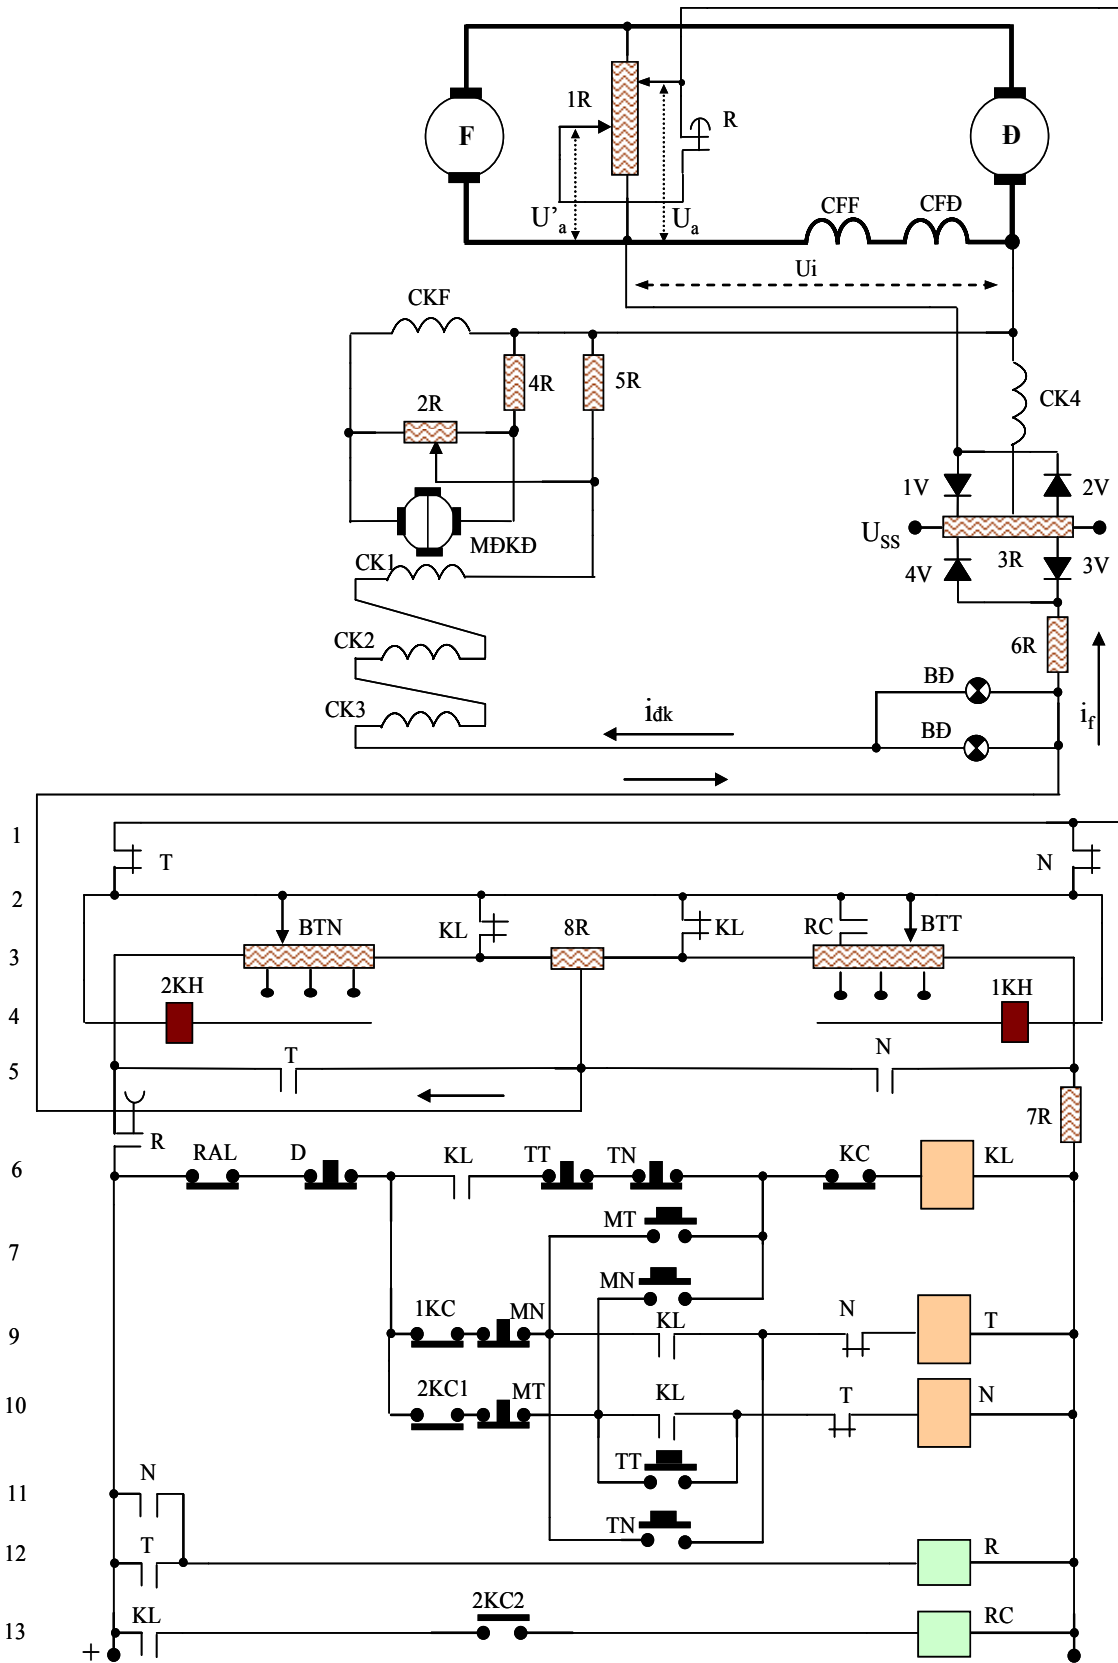 1R
R
F
Đ
U'a
Ua
CFF
CFĐ
Ui
CKF
4R
5R
2R
CK4
1V
2V
MĐKĐ
USS
3R
4V
3V
CK1
6R
CK2
BĐ
CK3
iđk
if
BĐ
1
T
N
2
BTN
KL
8R
KL
RC
BTT
3
2KH
1KH
4
T
N
5
7R
R
6
RAL
D
KL
TT
TN
KC
KL
MT
7
MN
1KC
MN
KL
N
T
9
2KC1
MT
KL
T
N
10
TT
N
11
TN
T
R
12
KL
2KC2
RC
13
+